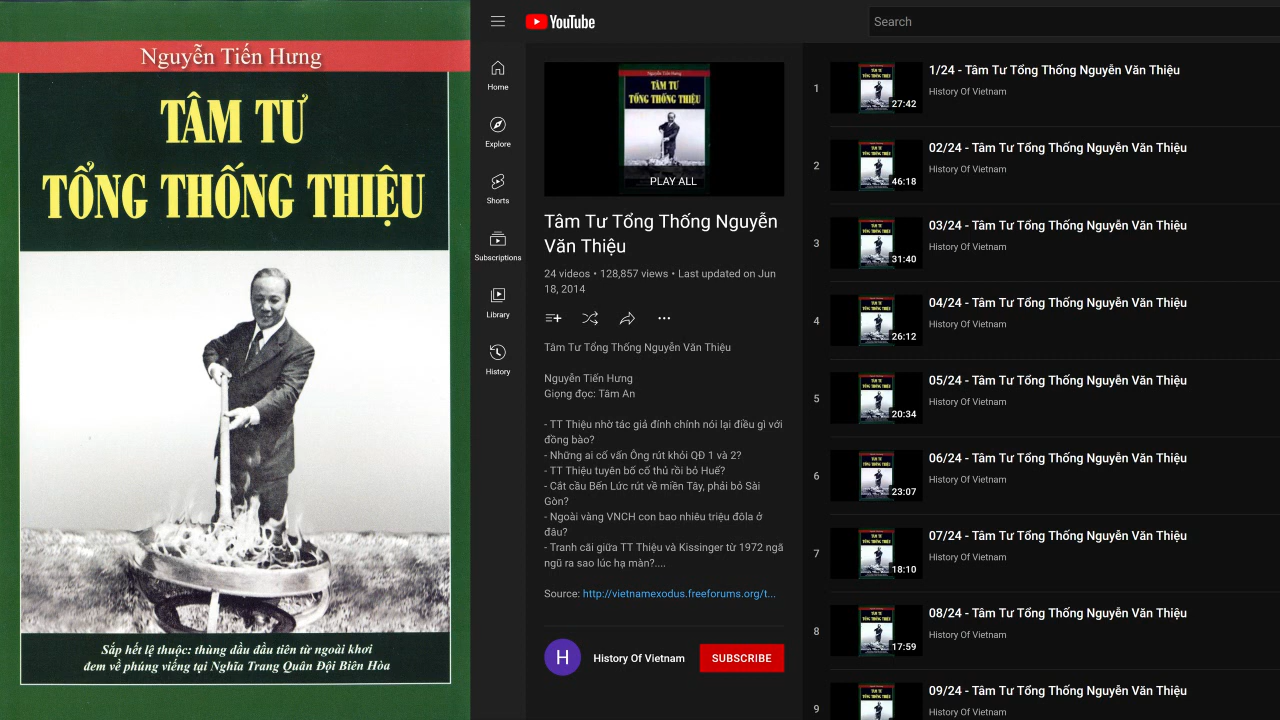 Nguyễn Tiến Hưng
TÂM TƯ
TỔNG THỐNG THIỆU
Sắp hết lệ thuộc: thùng dầu đầu tiên từ ngoài khơi
đem về phúng viếng tại Nghĩa Trang Quân Đội Biên Hòa
YouTube
Search
Home
Explore
Shorts
Subscriptions
Library
History
Nguyễn Tiến Hưng
TÂM TƯ
TỔNG THỐNG THIỆU
PLAY ALL
Tâm Tư Tổng Thống Nguyễn
Văn Thiệu
24 videos • 128,857 views • Last updated on Jun
18, 2014
Tâm Tư Tổng Thống Nguyễn Văn Thiệu
Nguyễn Tiến Hưng
Giọng đọc: Tâm An
- TT Thiệu nhờ tác giả đính chính nói lại điều gì với
đồng bào?
- Những ai cố vấn Ông rút khỏi QĐ 1 và 2?
- TT Thiệu tuyên bố cố thủ rồi bỏ Huế?
- Cắt cầu Bến Lức rút về miền Tây, phải bỏ Sài
Gòn?
- Ngoài vàng VNCH con bao nhiêu triệu đôla ở
đâu?
- Tranh cãi giữa TT Thiệu và Kissinger từ 1972 ngã
ngũ ra sao lúc hạ màn?....
Source: http://vietnamexodus.freeforums.org/t...
H
History Of Vietnam
SUBSCRIBE
1
27:42
1/24 - Tâm Tư Tổng Thống Nguyễn Văn Thiệu
History Of Vietnam
2
46:18
02/24 - Tâm Tư Tổng Thống Nguyễn Văn Thiệu
History Of Vietnam
3
31:40
03/24 - Tâm Tư Tổng Thống Nguyễn Văn Thiệu
History Of Vietnam
4
26:12
04/24 - Tâm Tư Tổng Thống Nguyễn Văn Thiệu
History Of Vietnam
5
20:34
05/24 - Tâm Tư Tổng Thống Nguyễn Văn Thiệu
History Of Vietnam
6
23:07
06/24 - Tâm Tư Tổng Thống Nguyễn Văn Thiệu
History Of Vietnam
7
18:10
07/24 - Tâm Tư Tổng Thống Nguyễn Văn Thiệu
History Of Vietnam
8
17:59
08/24 - Tâm Tư Tổng Thống Nguyễn Văn Thiệu
History Of Vietnam
9
09/24 - Tâm Tư Tổng Thống Nguyễn Văn Thiệu
History Of Vietnam